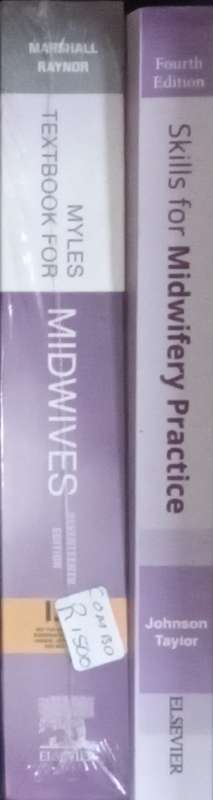 MARSHALL
RAYNOR
MYLES
TEXTBOOK FOR
MIDWIVES
SEVENTEENTH
EDITION
COMBO
R1500
ELSEVIER
Fourth
Edition
Skills for Midwifery Practice
Johnson
Taylor
ELSEVIER